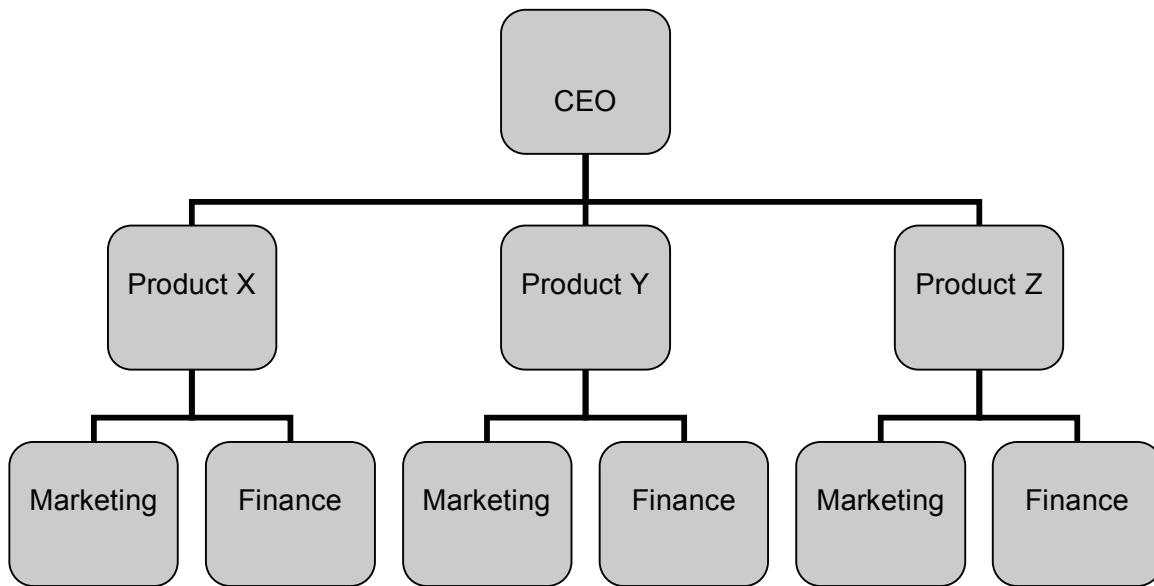 CEO
Product X
Product Y
Product Z
Marketing
Finance
Marketing
Finance
Marketing
Finance